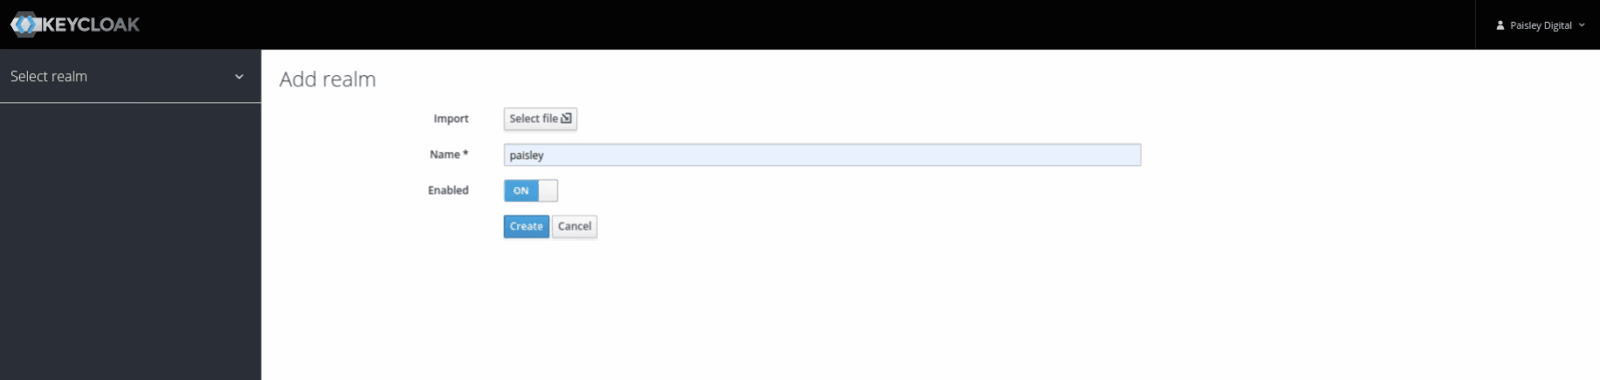 KEYCLOAK
Paisley Digital
Select realm
Add realm
Import Select file
Name * paisley
Enabled ON
Create Cancel